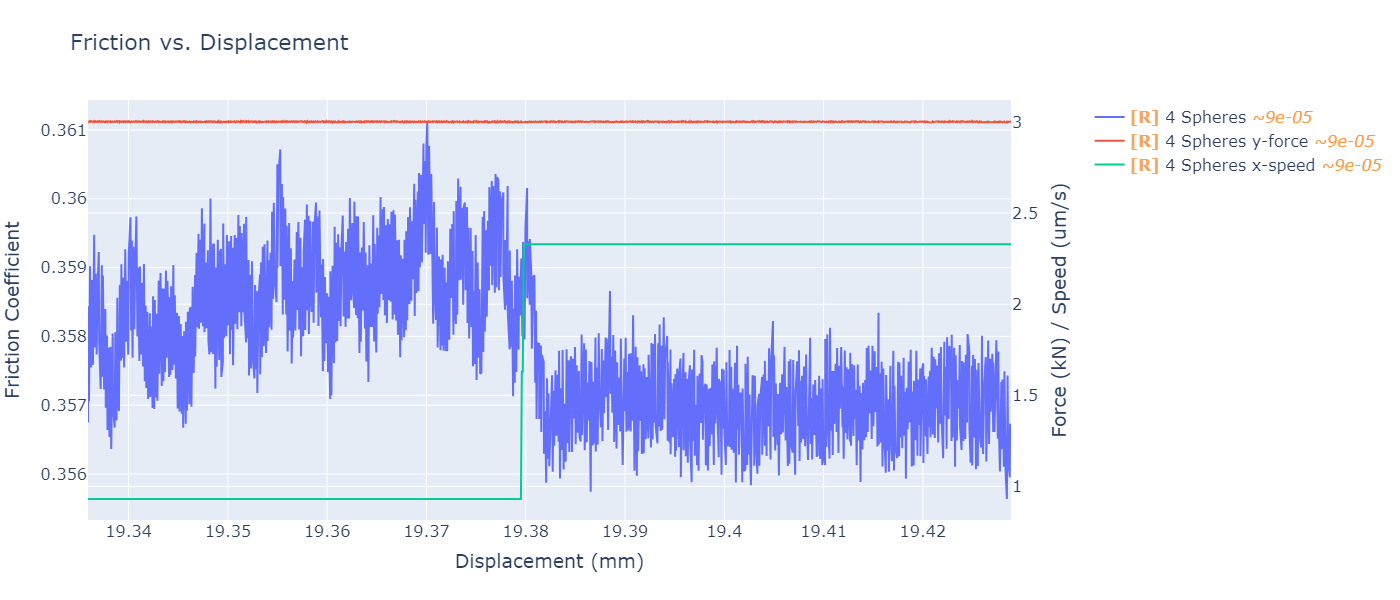 Friction vs. Displacement
[R] 4 Spheres ~9e-05
[R] 4 Spheres y-force ~9e-05
[R] 4 Spheres x-speed ~9e-05
Friction Coefficient
0.361
0.36
0.359
0.358
0.357
0.356
3
2.5
2
1.5
1
Force (kN) / Speed (um/s)
19.34 19.35 19.36 19.37 19.38 19.39 19.4 19.41 19.42
Displacement (mm)